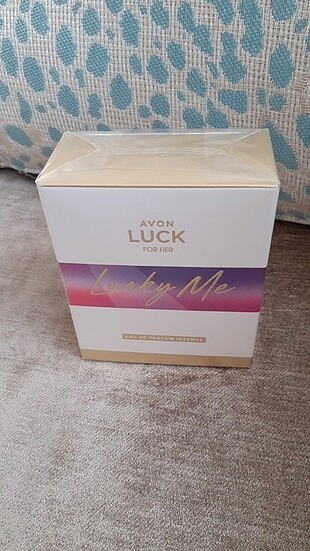 AVON
LUCK
FOR HER
Lucky Me
EAU DE PARFUM INTENSE